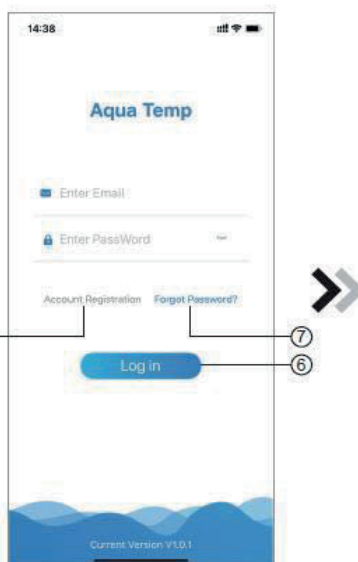 14:38
Aqua Temp
Enter Email
Enter PassWord
Account Registration Forgot Password?
⑦
Log in ⑥
Current Version V1.0.1